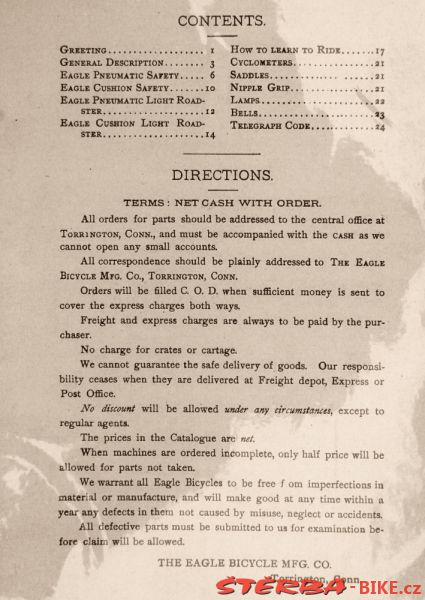 CONTENTS.
GREETING.................. 1
GENERAL DESCRIPTION........ 3
EAGLE PNEUMATIC SAFETY..... 6
EAGLE CUSHION SAFETY.......10
EAGLE PNEUMATIC LIGHT ROAD-
STER....................12
EAGLE CUSHION LIGHT ROAD-
STER....................14
HOW TO LEARN TO RIDE.......17
CYCLOMETERS................21
SADDLES....................21
NIPPLE GRIP................21
LAMPS......................22
BELLS......................23
TELEGRAPH CODE.............24
DIRECTIONS.
TERMS: NET CASH WITH ORDER.
All orders for parts should be addressed to the central office at
TORRINGTON, CONN., and must be accompanied with the CASH as we
cannot open any small accounts.
All correspondence should be plainly addressed to THE EAGLE
BICYCLE MFG. CO., TORRINGTON, CONN.
Orders will be filled C. O. D. when sufficient money is sent to
cover the express charges both ways.
Freight and express charges are always to be paid by the pur-
chaser.
No charge for crates or cartage.
We cannot guarantee the safe delivery of goods. Our responsi-
bility ceases when they are delivered at Freight depot, Express or
Post Office.
No discount will be allowed under any circumstances, except to
regular agents.
The prices in the Catalogue are net.
When machines are ordered incomplete, only half price will be
allowed for parts not taken.
We warrant all Eagle Bicycles to be free f om imperfections in
material or manufacture, and will make good at any time within a
year any defects in them not caused by misuse, neglect or accidents.
All defective parts must be submitted to us for examination be-
fore claim will be allowed.
THE EAGLE BICYCLE MFG. CO.
Torrington, Conn.
STERBA-BIKE.cz